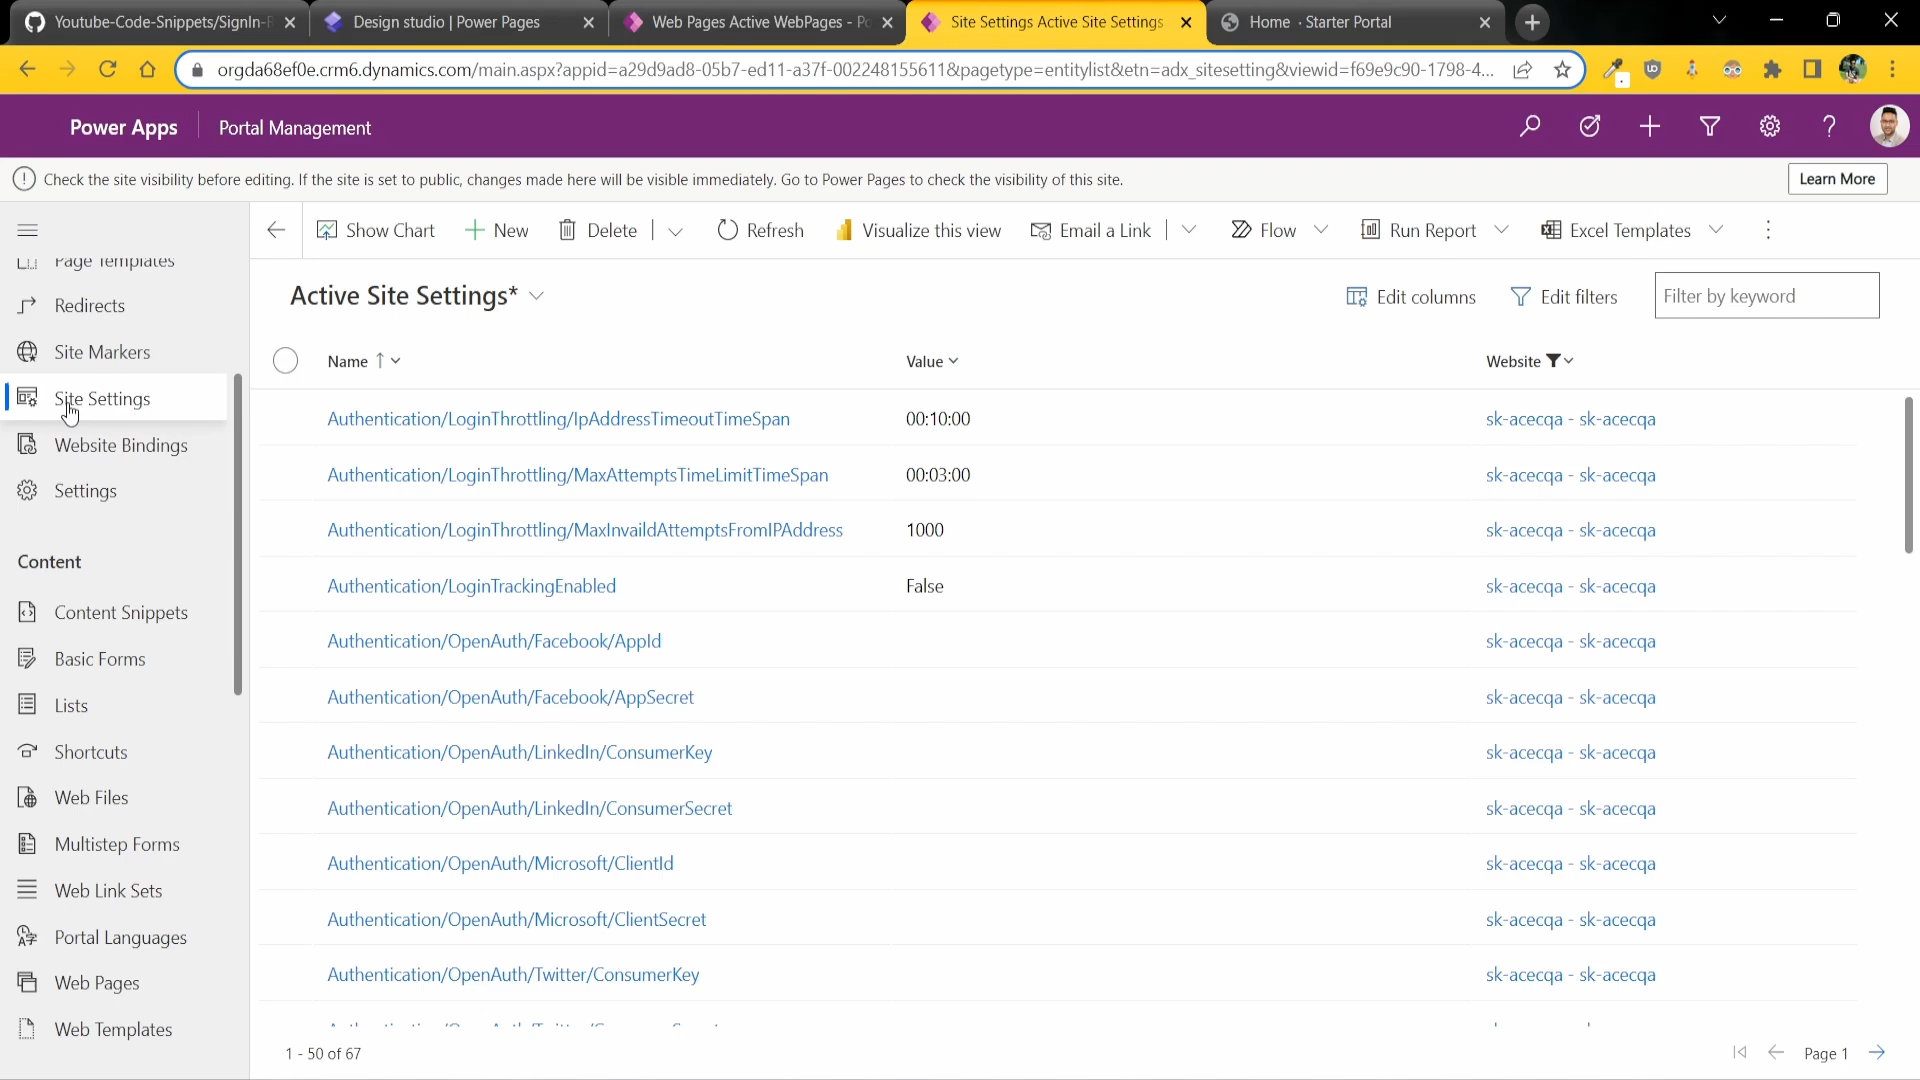 Youtube-Code-Snippets/SignIn-R
Design studio | Power Pages
Web Pages Active WebPages - Po
Site Settings Active Site Settings
Home · Starter Portal
orgda68ef0e.crm6.dynamics.com/main.aspx?appid=a29d9ad8-05b7-ed11-a37f-002248155611&pagetype=entitylist&etn=adx_sitesetting&viewid=f69e9c90-1798-4...
Power Apps
Portal Management
Check the site visibility before editing. If the site is set to public, changes made here will be visible immediately. Go to Power Pages to check the visibility of this site.
Learn More
Show Chart
New
Delete
Refresh
Visualize this view
Email a Link
Flow
Run Report
Excel Templates
Page Templates
Redirects
Site Markers
Site Settings
Website Bindings
Settings
Content
Content Snippets
Basic Forms
Lists
Shortcuts
Web Files
Multistep Forms
Web Link Sets
Portal Languages
Web Pages
Web Templates
Active Site Settings*
Edit columns
Edit filters
Filter by keyword
Name Value Website
Authentication/LoginThrottling/IpAddressTimeoutTimeSpan 00:10:00 sk-acecqa - sk-acecqa
Authentication/LoginThrottling/MaxAttemptsTimeLimitTimeSpan 00:03:00 sk-acecqa - sk-acecqa
Authentication/LoginThrottling/MaxInvaildAttemptsFromIPAddress 1000 sk-acecqa - sk-acecqa
Authentication/LoginTrackingEnabled False sk-acecqa - sk-acecqa
Authentication/OpenAuth/Facebook/AppId sk-acecqa - sk-acecqa
Authentication/OpenAuth/Facebook/AppSecret sk-acecqa - sk-acecqa
Authentication/OpenAuth/LinkedIn/ConsumerKey sk-acecqa - sk-acecqa
Authentication/OpenAuth/LinkedIn/ConsumerSecret sk-acecqa - sk-acecqa
Authentication/OpenAuth/Microsoft/ClientId sk-acecqa - sk-acecqa
Authentication/OpenAuth/Microsoft/ClientSecret sk-acecqa - sk-acecqa
Authentication/OpenAuth/Twitter/ConsumerKey sk-acecqa - sk-acecqa
1 - 50 of 67
Page 1